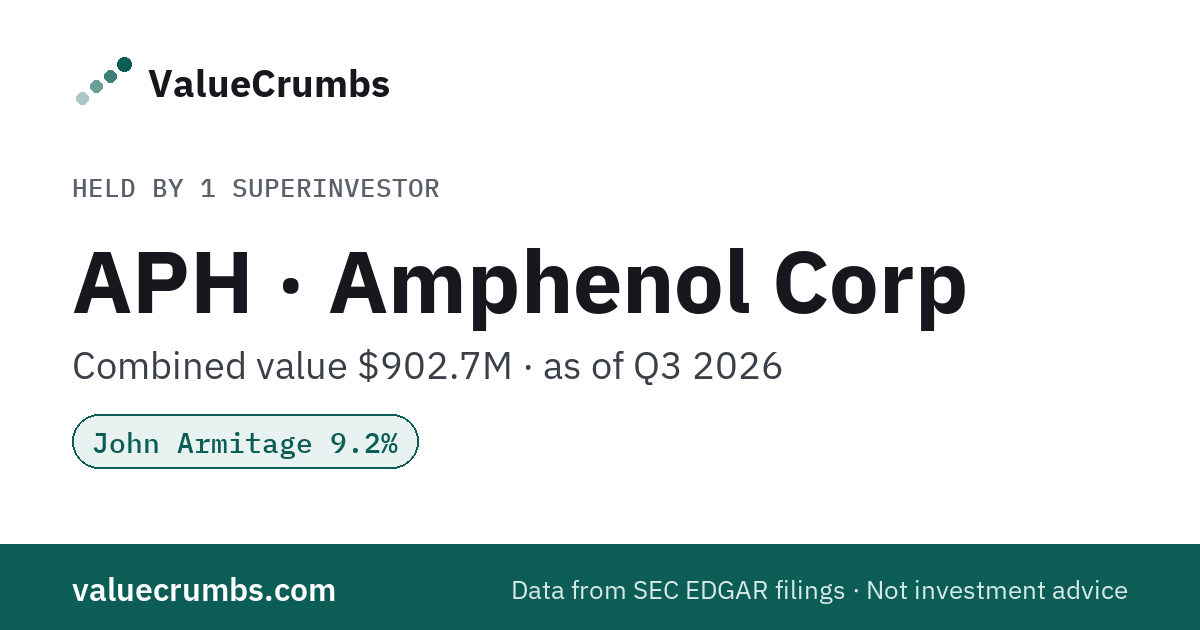 ValueCrumbs
HELD BY 1 SUPERINVESTOR
APH · Amphenol Corp
Combined value $902.7M · as of Q3 2026
John Armitage 9.2%
valuecrumbs.com
Data from SEC EDGAR filings · Not investment advice